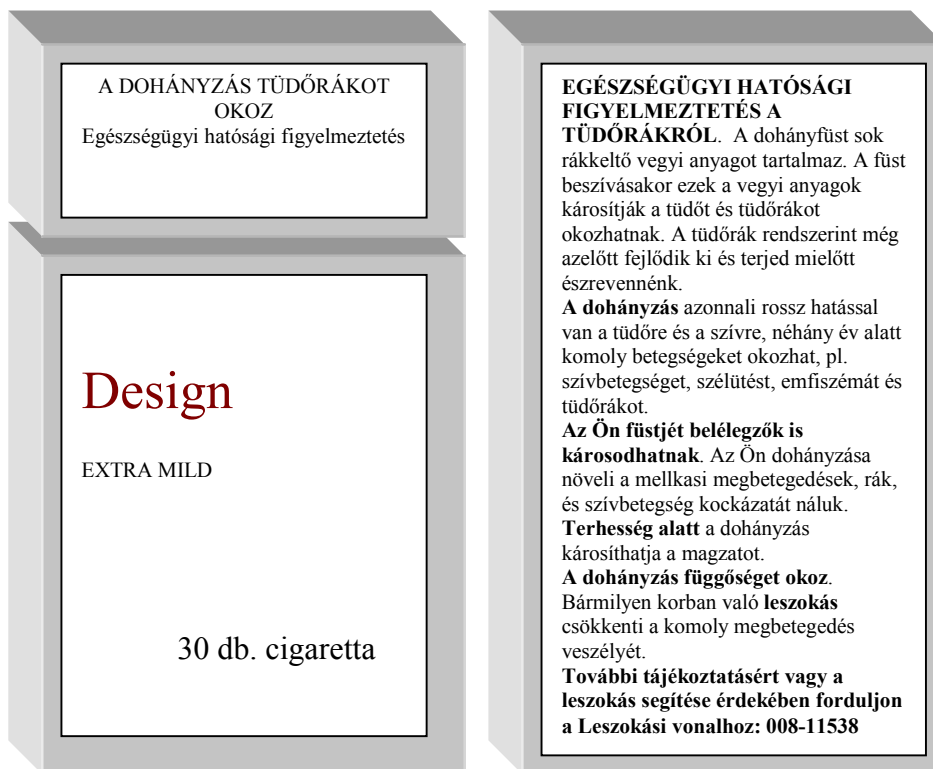 A DOHÁNYZÁS TÜDŐRÁKOT
OKOZ
Egészségügyi hatósági figyelmeztetés
Design
EXTRA MILD
30 db. cigaretta
EGÉSZSÉGÜGYI HATÓSÁGI
FIGYELMEZTETÉS A
TÜDŐRÁKRÓL. A dohányfüst sok
rákkeltő vegyi anyagot tartalmaz. A füst
beszívásakor ezek a vegyi anyagok
károsítják a tüdőt és tüdőrákot
okozhatnak. A tüdőrák rendszerint még
azelőtt fejlődik ki és terjed mielőtt
észrevennénk.
A dohányzás azonnali rossz hatással
van a tüdőre és a szívre, néhány év alatt
komoly betegségeket okozhat, pl.
szívbetegséget, szélütést, emfiszémát és
tüdőrákot.
Az Ön füstjét belélegzők is
károsodhatnak. Az Ön dohányzása
növeli a mellkasi megbetegedések, rák,
és szívbetegség kockázatát náluk.
Terhesség alatt a dohányzás
károsíthatja a magzatot.
A dohányzás függőséget okoz.
Bármilyen korban való leszokás
csökkenti a komoly megbetegedés
veszélyét.
További tájékoztatásért vagy a
leszokás segítése érdekében forduljon
a Leszokási vonalhoz: 008-11538